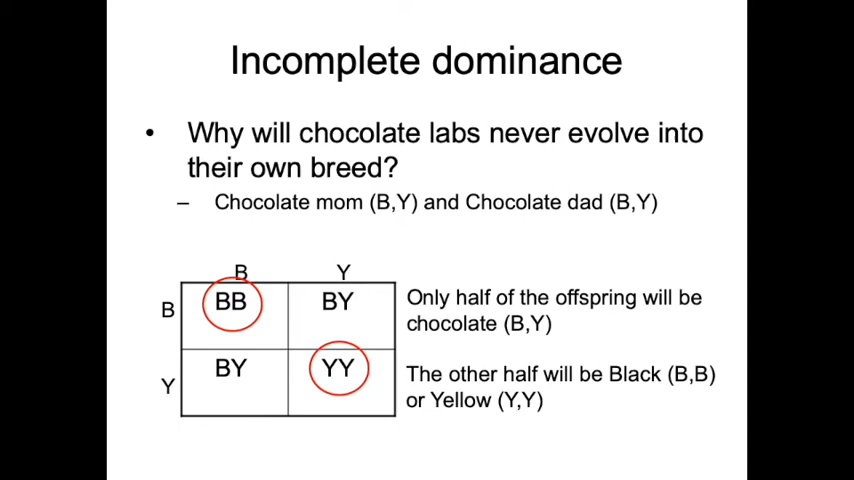 Incomplete dominance
• Why will chocolate labs never evolve into
their own breed?
– Chocolate mom (B,Y) and Chocolate dad (B,Y)
B Y
B BB BY
Y BY YY
Only half of the offspring will be
chocolate (B,Y)
The other half will be Black (B,B)
or Yellow (Y,Y)